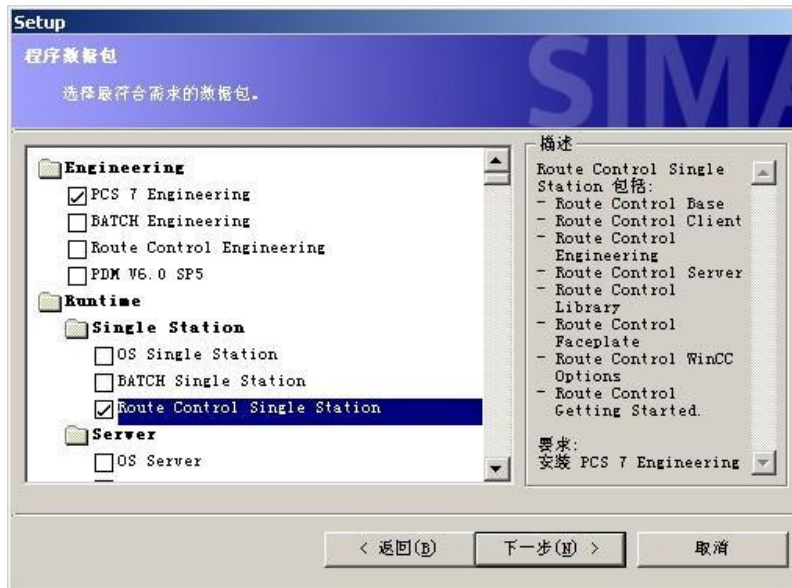 Setup
程序数据包
选择最符合需求的数据包。
SIMA
Engineering
PCS 7 Engineering
BATCH Engineering
Route Control Engineering
PDM V6.0 SP5
Runtime
Single Station
OS Single Station
BATCH Single Station
Route Control Single Station
Server
OS Server
描述
Route Control Single
Station 包括:
- Route Control Base
- Route Control Client
- Route Control
Engineering
- Route Control Server
- Route Control
Library
- Route Control
Faceplate
- Route Control WinCC
Options
- Route Control
Getting Started.
要求:
安装 PCS 7 Engineering
< 返回(B)
下一步(N) >
取消